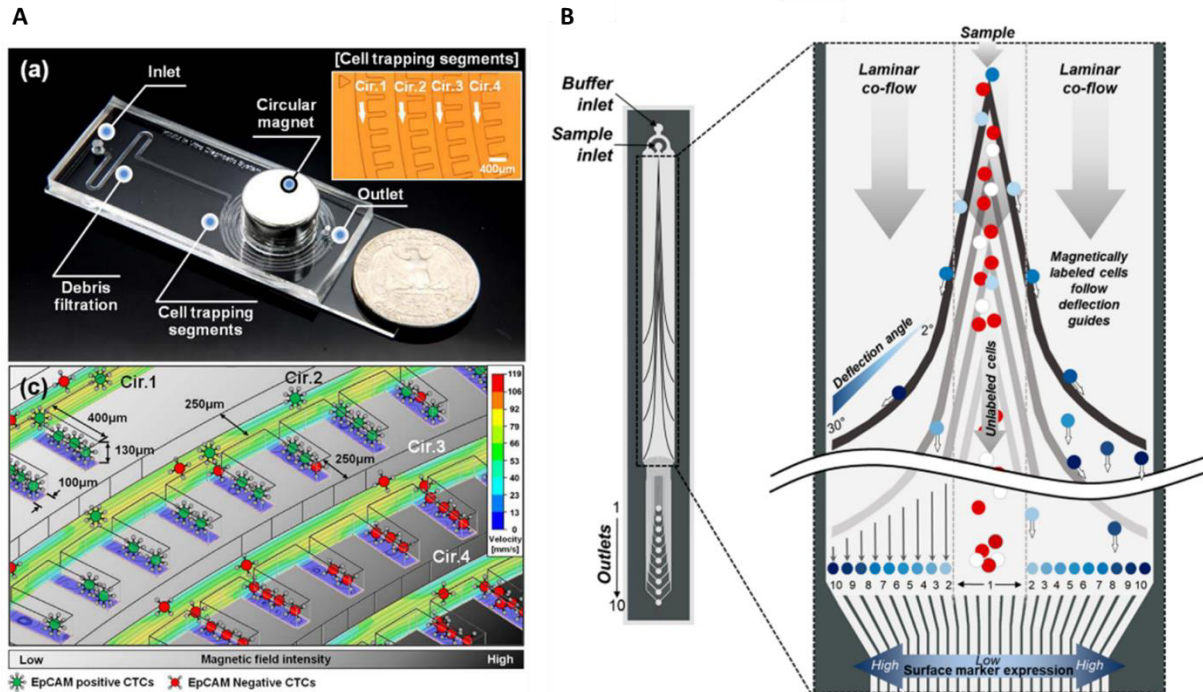 A
(a)
Inlet
Circular
magnet
Outlet
Debris
filtration
Cell trapping
segments
[Cell trapping segments]
Cir.1 Cir.2 Cir.3 Cir.4
400µm
(c)
Cir.1
Cir.2
Cir.3
Cir.4
400µm
130µm
100µm
250µm
250µm
119
106
92
79
66
53
40
26
13
0
Velocity
[mm/s]
Low Magnetic field intensity High
EpCAM positive CTCs EpCAM Negative CTCs
B
Buffer
inlet
Sample
inlet
1
Outlets
10
Sample
Laminar
co-flow
Laminar
co-flow
Magnetically
labeled cells
follow
deflection
guides
Deflection angle
2°
30°
Unlabeled cells
10 9 8 7 6 5 4 3 2 1 2 3 4 5 6 7 8 9 10
High Low High
Surface marker expression